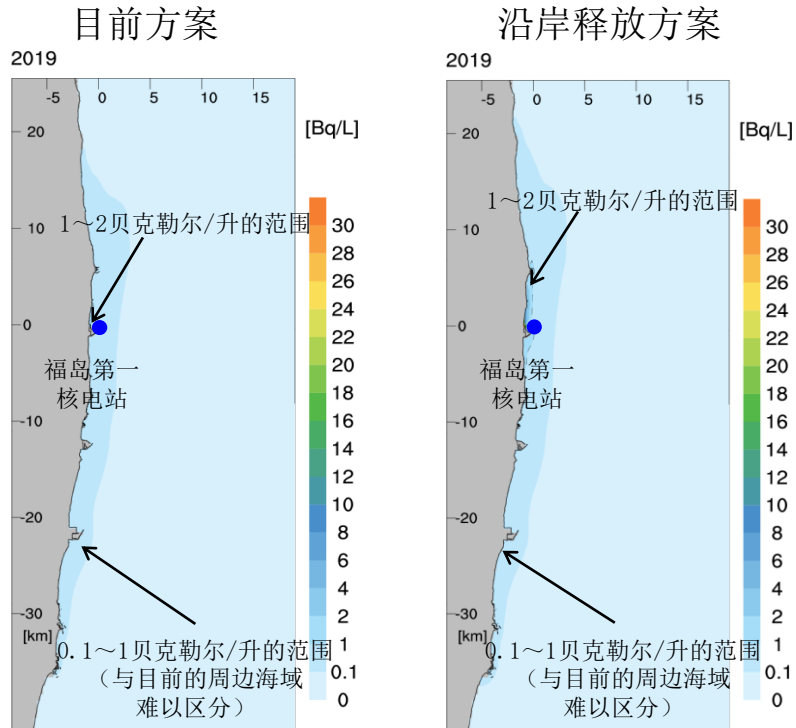 目前方案
2019
-5 0 5 10 15
20
[Bq/L]
1～2贝克勒尔/升的范围
10
0
福岛第一
核电站
-10
-20
-30
[km]
0.1～1贝克勒尔/升的范围
（与目前的周边海域
难以区分）
30
28
26
24
22
20
18
16
14
12
10
8
6
4
2
1
0.1
0
沿岸释放方案
2019
-5 0 5 10 15
20
[Bq/L]
1～2贝克勒尔/升的范围
10
0
福岛第一
核电站
-10
-20
-30
[km]
0.1～1贝克勒尔/升的范围
（与目前的周边海域
难以区分）
30
28
26
24
22
20
18
16
14
12
10
8
6
4
2
1
0.1
0